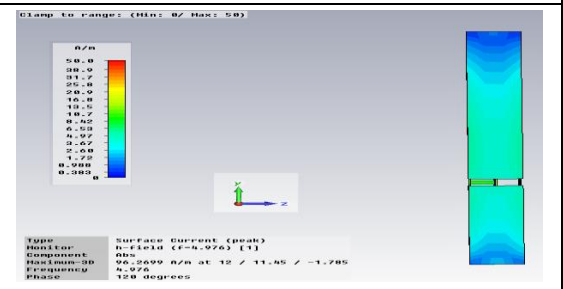 Clamp to range: (Min: 0/ Max: 50)
A/m
50.0
38.9
31.7
25.8
20.9
16.8
13.5
10.7
8.42
6.53
4.97
3.67
2.60
1.72
0.988
0.383
0
y
z
Type Surface Current (peak)
Monitor h-field (f=4.976) [1]
Component Abs
Maximum-3D 96.2699 A/m at 12 / 11.45 / -1.785
Frequency 4.976
Phase 120 degrees